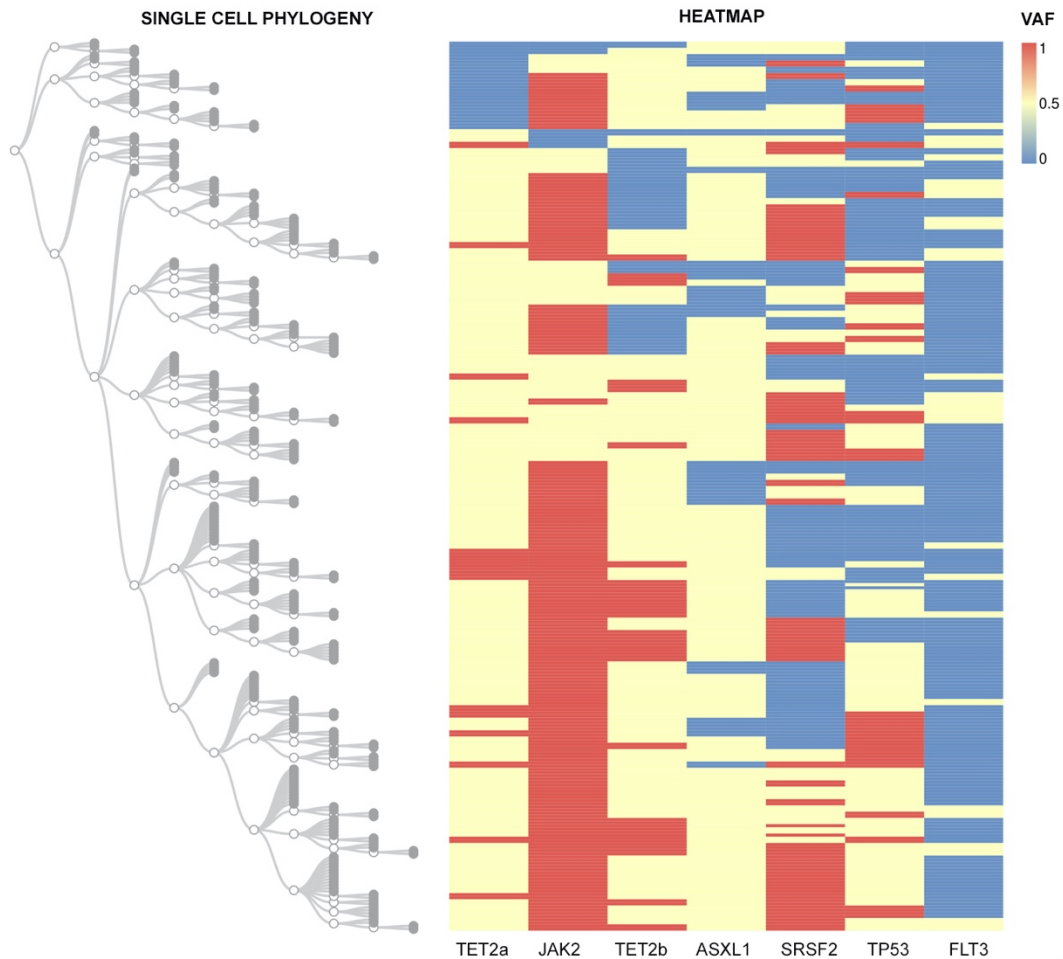 SINGLE CELL PHYLOGENY
HEATMAP
VAF
1
0.5
0
TET2a JAK2 TET2b ASXL1 SRSF2 TP53 FLT3